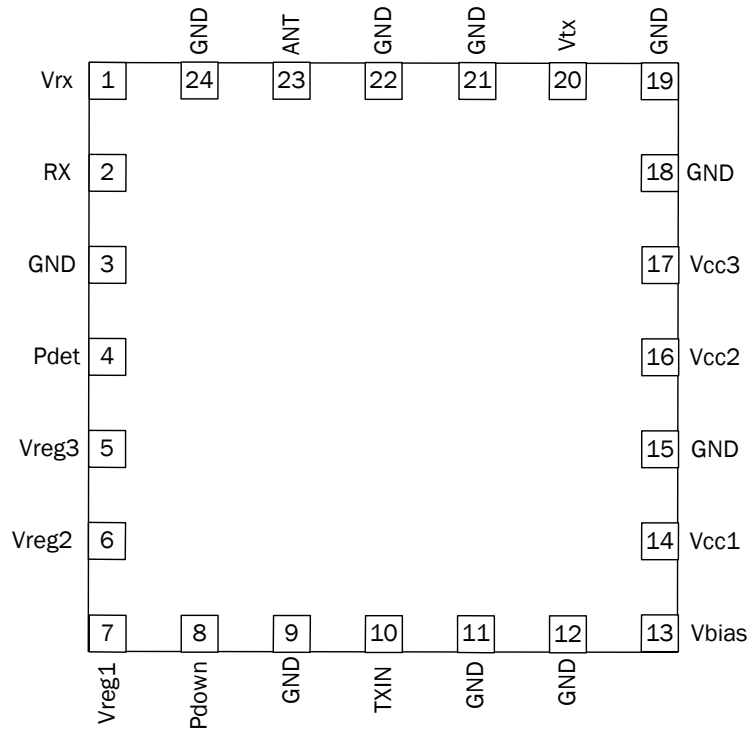 GND ANT GND GND Vtx GND
Vrx 1 24 23 22 21 20 19
RX 2 18 GND
GND 3 17 Vcc3
Pdet 4 16 Vcc2
Vreg3 5 15 GND
Vreg2 6 14 Vcc1
7 8 9 10 11 12 13 Vbias
Vreg1 Pdown GND TXIN GND GND